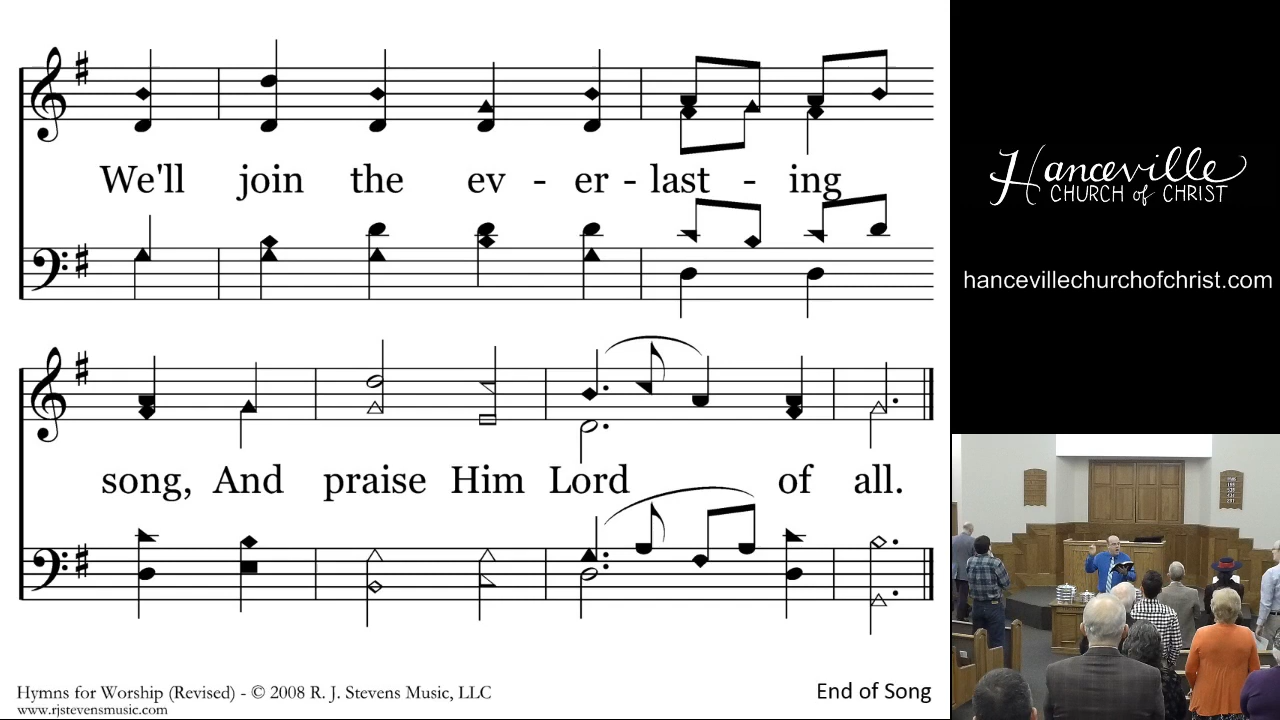 We'll join the ev - er - last - ing
song, And praise Him Lord of all.
Hymns for Worship (Revised) - © 2008 R. J. Stevens Music, LLC
www.rjstevensmusic.com
End of Song
Hanceville
CHURCH of CHRIST
hancevillechurchofchrist.com